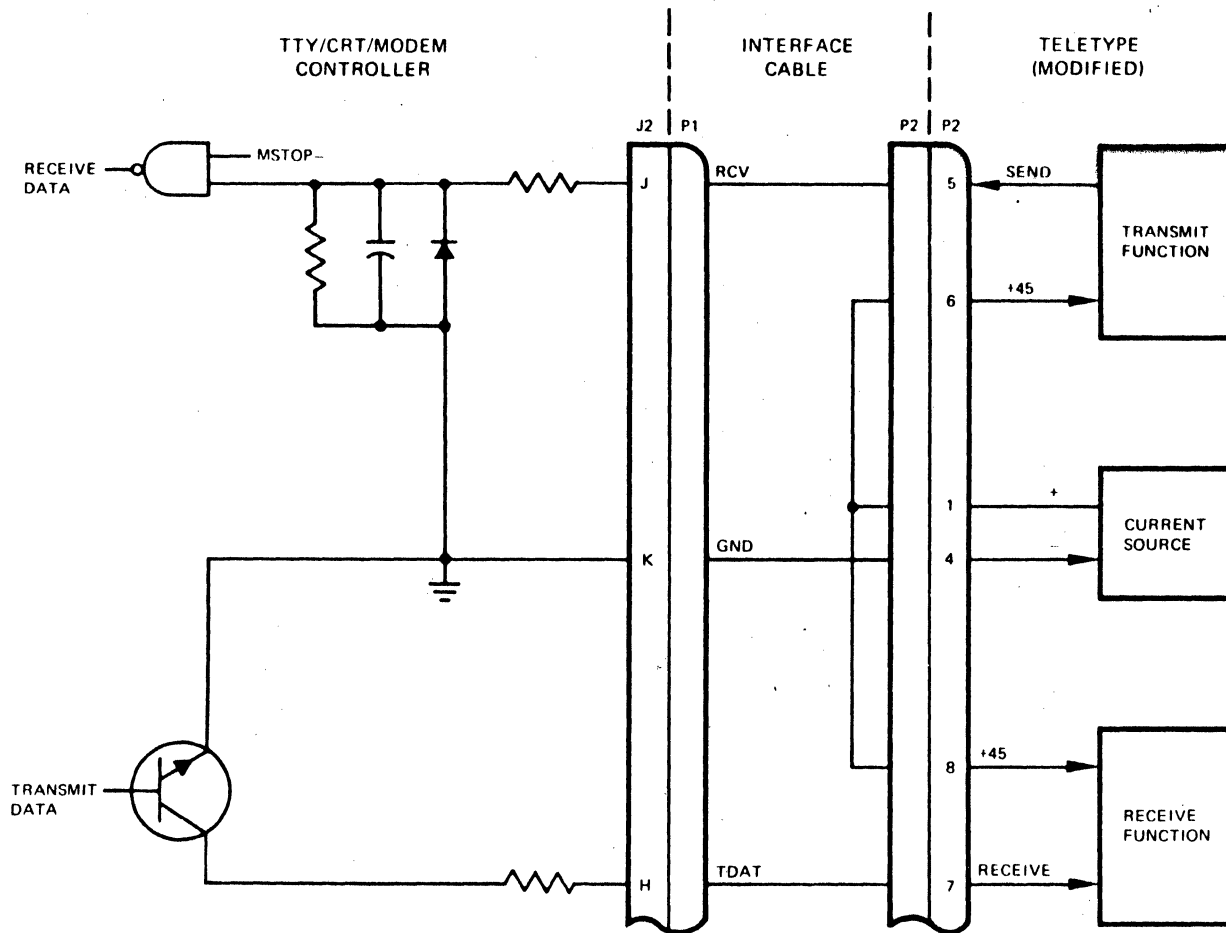 TTY/CRT/MODEM
CONTROLLER
INTERFACE
CABLE
TELETYPE
(MODIFIED)
J2 P1
P2 P2
RECEIVE
DATA
MSTOP–
J
RCV
5
SEND
TRANSMIT
FUNCTION
6
+45
1
+
CURRENT
SOURCE
K
GND
4
TRANSMIT
DATA
8
+45
RECEIVE
FUNCTION
H
TDAT
7
RECEIVE